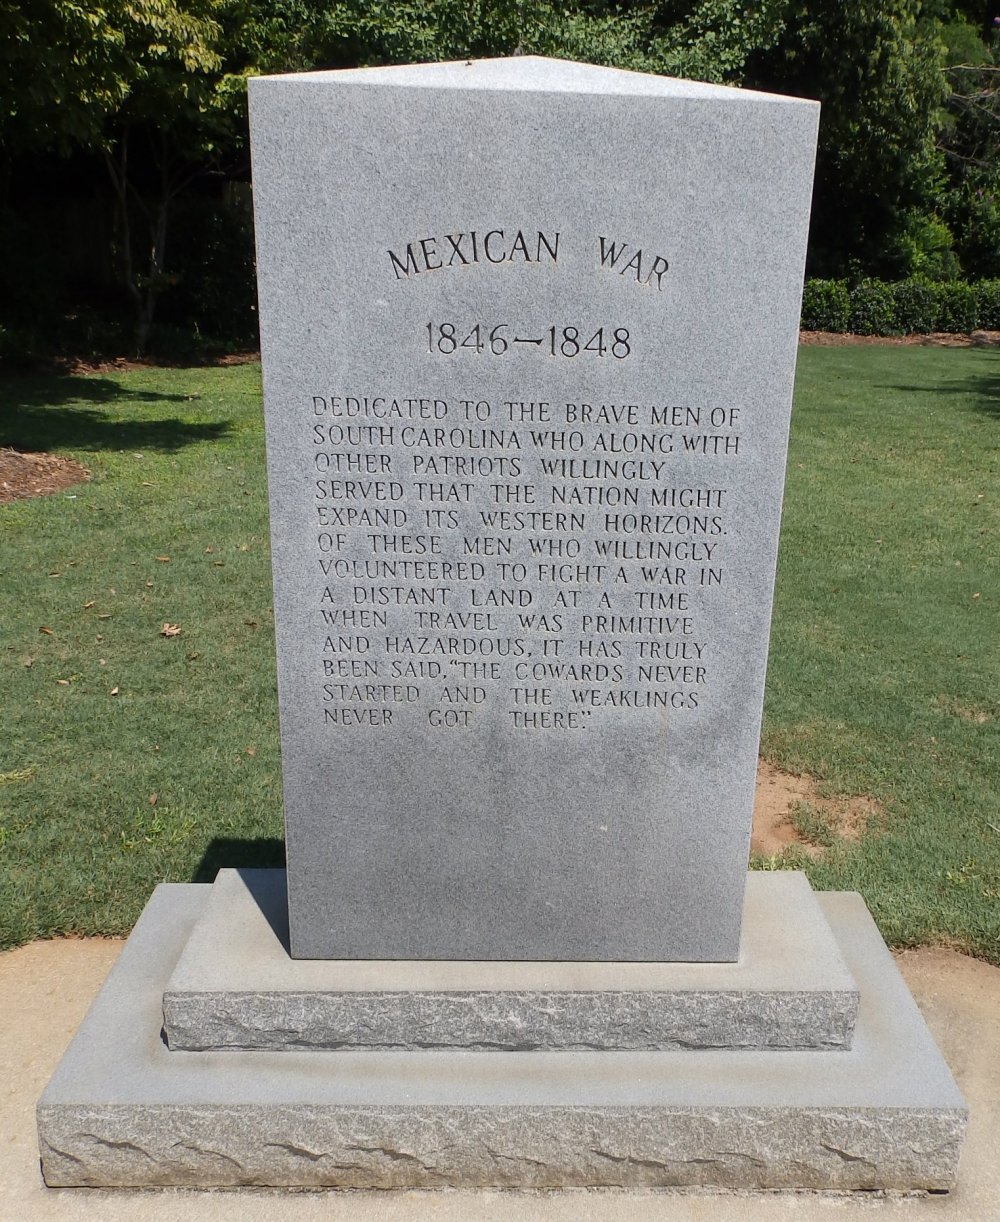 MEXICAN WAR
1846–1848
DEDICATED TO THE BRAVE MEN OF
SOUTH CAROLINA WHO ALONG WITH
OTHER PATRIOTS WILLINGLY
SERVED THAT THE NATION MIGHT
EXPAND ITS WESTERN HORIZONS.
OF THESE MEN WHO WILLINGLY
VOLUNTEERED TO FIGHT A WAR IN
A DISTANT LAND AT A TIME
WHEN TRAVEL WAS PRIMITIVE
AND HAZARDOUS, IT HAS TRULY
BEEN SAID, “THE COWARDS NEVER
STARTED AND THE WEAKLINGS
NEVER GOT THERE.”